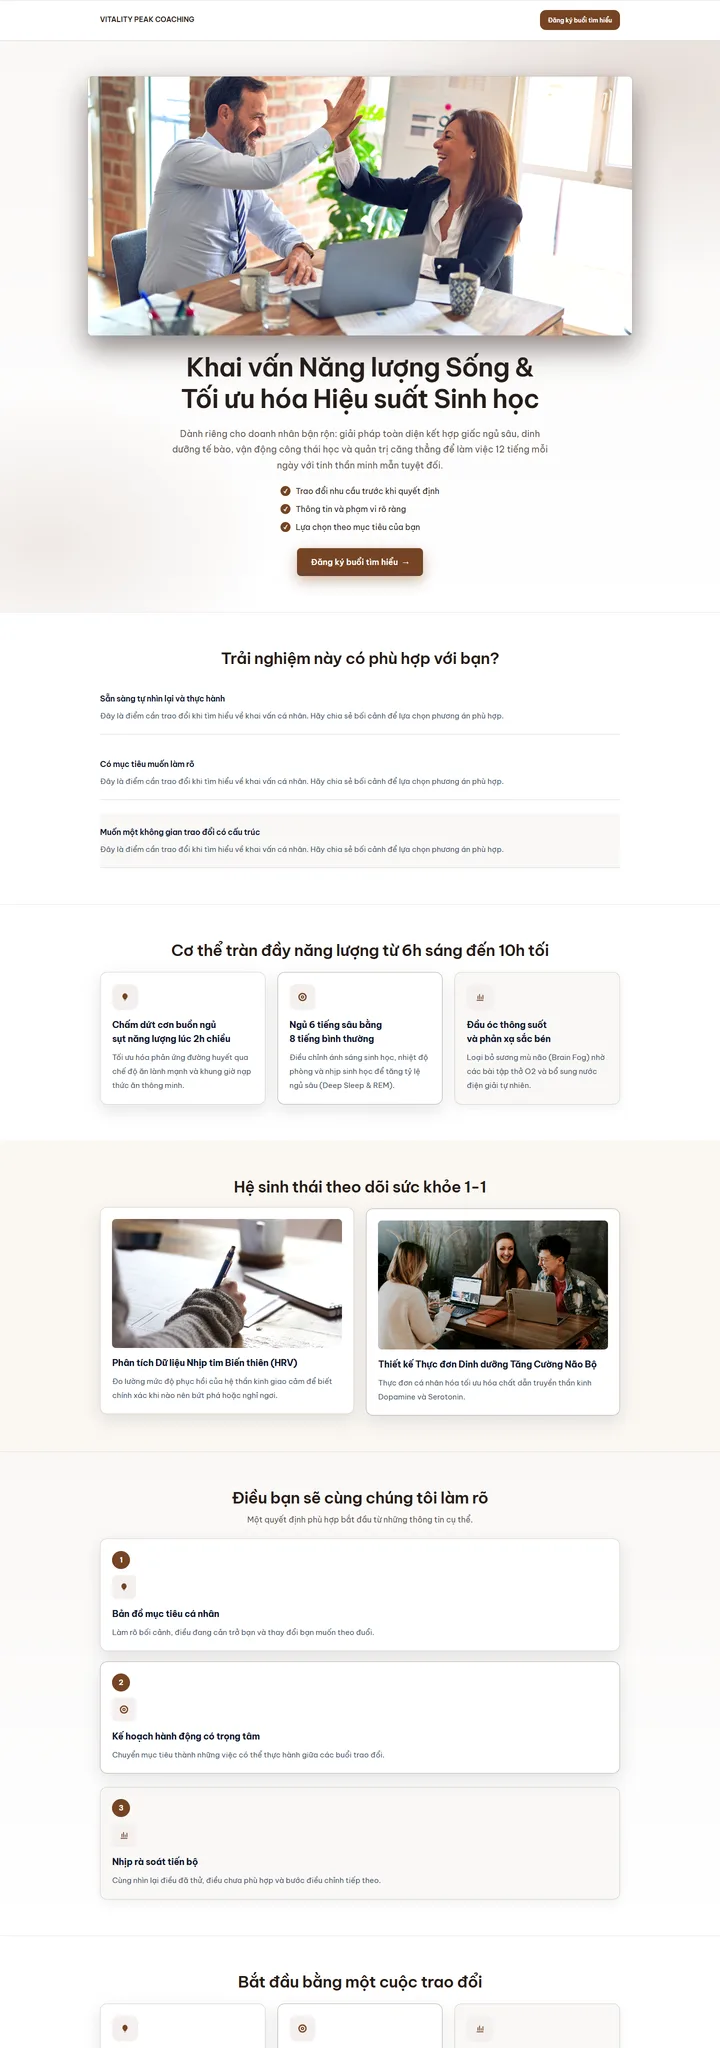 VITALITY PEAK COACHING
Đăng ký buổi tìm hiểu
Khai vấn Năng lượng Sống &
Tối ưu hóa Hiệu suất Sinh học
Dành riêng cho doanh nhân bận rộn: giải pháp toàn diện kết hợp giấc ngủ sâu, dinh
dưỡng tế bào, vận động công thái học và quản trị căng thẳng để làm việc 12 tiếng mỗi
ngày với tinh thần minh mẫn tuyệt đối.
Trao đổi nhu cầu trước khi quyết định
Thông tin và phạm vi rõ ràng
Lựa chọn theo mục tiêu của bạn
Đăng ký buổi tìm hiểu →
Trải nghiệm này có phù hợp với bạn?
Sẵn sàng tự nhìn lại và thực hành
Đây là điểm cần trao đổi khi tìm hiểu về khai vấn cá nhân. Hãy chia sẻ bối cảnh để lựa chọn phương án phù hợp.
Có mục tiêu muốn làm rõ
Đây là điểm cần trao đổi khi tìm hiểu về khai vấn cá nhân. Hãy chia sẻ bối cảnh để lựa chọn phương án phù hợp.
Muốn một không gian trao đổi có cấu trúc
Đây là điểm cần trao đổi khi tìm hiểu về khai vấn cá nhân. Hãy chia sẻ bối cảnh để lựa chọn phương án phù hợp.
Cơ thể tràn đầy năng lượng từ 6h sáng đến 10h tối
Chấm dứt cơn buồn ngủ
sụt năng lượng lúc 2h chiều
Tối ưu hóa phản ứng đường huyết qua
chế độ ăn lành mạnh và khung giờ nạp
thức ăn thông minh.
Ngủ 6 tiếng sâu bằng
8 tiếng bình thường
Điều chỉnh ánh sáng sinh học, nhiệt độ
phòng và nhịp sinh học để tăng tỷ lệ
ngủ sâu (Deep Sleep & REM).
Đầu óc thông suốt
và phản xạ sắc bén
Loại bỏ sương mù não (Brain Fog) nhờ
các bài tập thở O2 và bổ sung nước
điện giải tự nhiên.
Hệ sinh thái theo dõi sức khỏe 1-1
Phân tích Dữ liệu Nhịp tim Biến thiên (HRV)
Đo lường mức độ phục hồi của hệ thần kinh giao cảm để biết
chính xác khi nào nên bứt phá hoặc nghỉ ngơi.
Thiết kế Thực đơn Dinh dưỡng Tăng Cường Não Bộ
Thực đơn cá nhân hóa tối ưu hóa chất dẫn truyền thần kinh
Dopamine và Serotonin.
Điều bạn sẽ cùng chúng tôi làm rõ
Một quyết định phù hợp bắt đầu từ những thông tin cụ thể.
1
Bản đồ mục tiêu cá nhân
Làm rõ bối cảnh, điều đang cản trở bạn và thay đổi bạn muốn theo đuổi.
2
Kế hoạch hành động có trọng tâm
Chuyển mục tiêu thành những việc có thể thực hành giữa các buổi trao đổi.
3
Nhịp rà soát tiến bộ
Cùng nhìn lại điều đã thử, điều chưa phù hợp và bước điều chỉnh tiếp theo.
Bắt đầu bằng một cuộc trao đổi